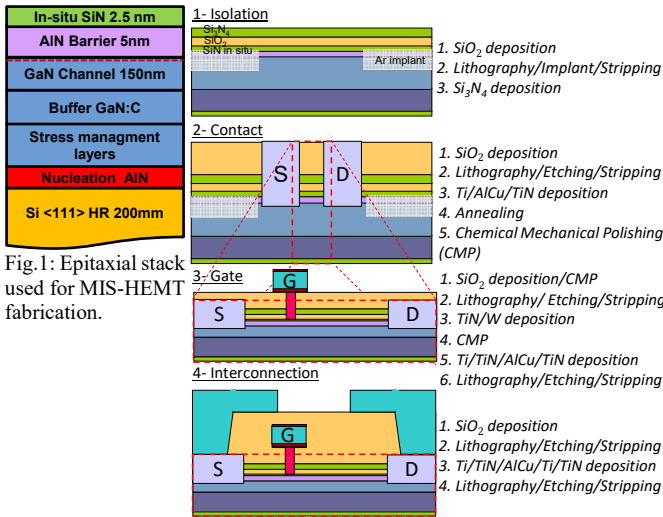 In-situ SiN 2.5 nm
AlN Barrier 5nm
GaN Channel 150nm
Buffer GaN:C
Stress managment
layers
Nucleation AlN
Si <111> HR 200mm
Fig.1: Epitaxial stack
used for MIS-HEMT
fabrication.
1- Isolation
Si₃N₄
SiO₂
SiN in situ
Ar implant
1. SiO₂ deposition
2. Lithography/Implant/Stripping
3. Si₃N₄ deposition
2- Contact
S
D
1. SiO₂ deposition
2. Lithography/Etching/Stripping
3. Ti/AlCu/TiN deposition
4. Annealing
5. Chemical Mechanical Polishing
(CMP)
3- Gate
G
S
D
1. SiO₂ deposition/CMP
2. Lithography/ Etching/Stripping
3. TiN/W deposition
4. CMP
5. Ti/TiN/AlCu/TiN deposition
6. Lithography/Etching/Stripping
4- Interconnection
G
S
D
1. SiO₂ deposition
2. Lithography/Etching/Stripping
3. Ti/TiN/AlCu/Ti/TiN deposition
4. Lithography/Etching/Stripping